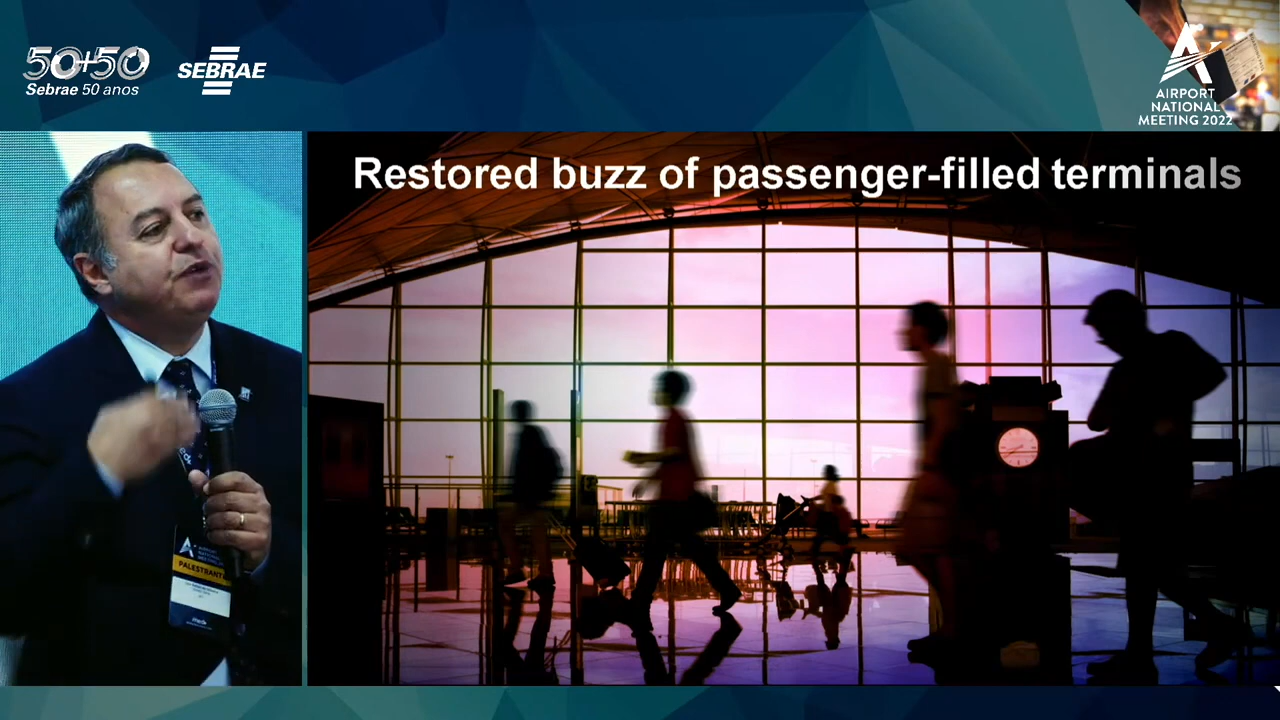 50+50
Sebrae 50 anos
SEBRAE
AIRPORT
NATIONAL
MEETING 2022
Restored buzz of passenger-filled terminals
PALESTRANTE